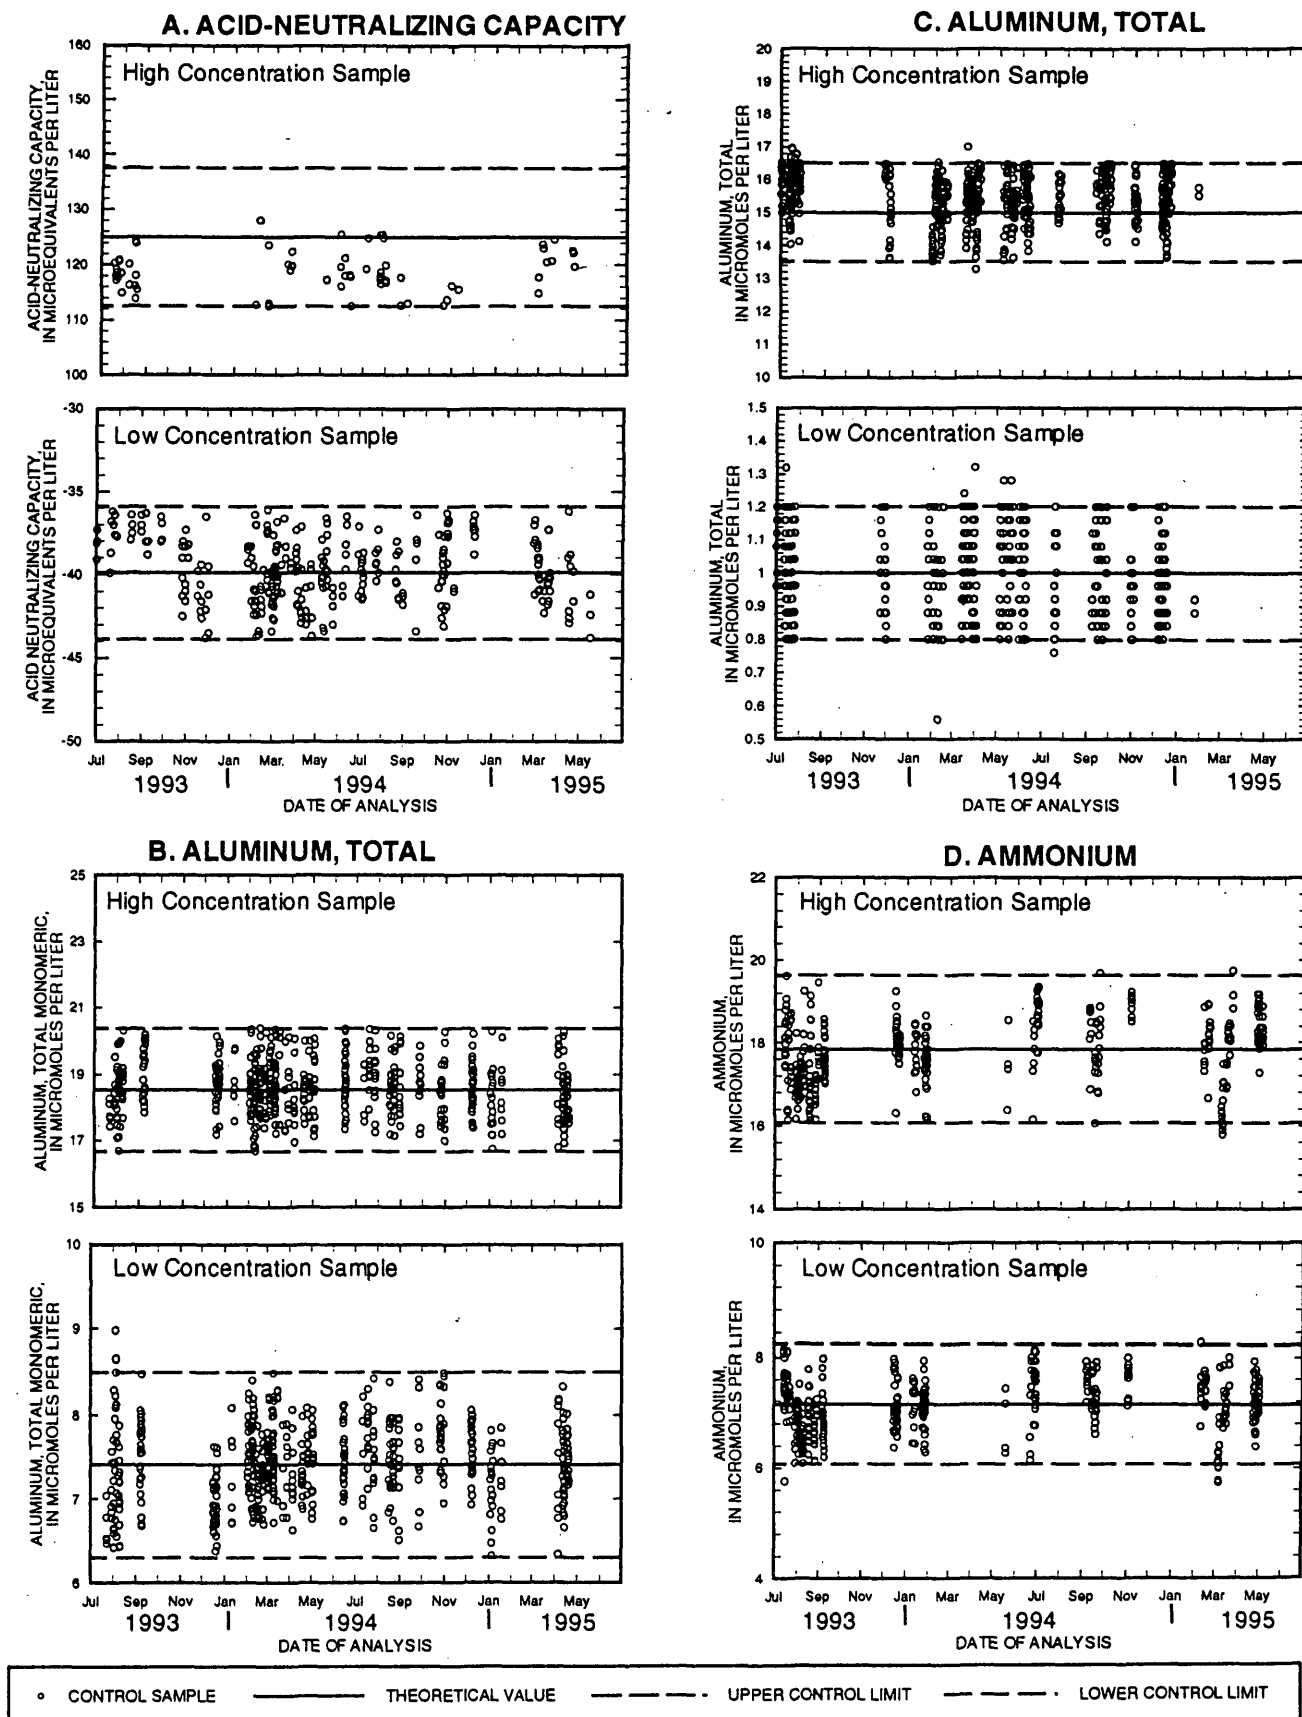 A. ACID-NEUTRALIZING CAPACITY
High Concentration Sample
ACID-NEUTRALIZING CAPACITY,
IN MICROEQUIVALENTS PER LITER
160
150
140
130
120
110
100
Low Concentration Sample
ACID NEUTRALIZING CAPACITY,
IN MICROEQUIVALENTS PER LITER
-30
-35
-40
-45
-50
Jul Sep Nov Jan Mar. May Jul Sep Nov Jan Mar May
1993 1994 1995
DATE OF ANALYSIS
B. ALUMINUM, TOTAL
High Concentration Sample
ALUMINUM, TOTAL MONOMERIC,
IN MICROMOLES PER LITER
25
23
21
19
17
15
Low Concentration Sample
ALUMINUM, TOTAL MONOMERIC,
IN MICROMOLES PER LITER
10
9
8
7
6
Jul Sep Nov Jan Mar May Jul Sep Nov Jan Mar May
1993 1994 1995
DATE OF ANALYSIS
C. ALUMINUM, TOTAL
High Concentration Sample
ALUMINUM, TOTAL
IN MICROMOLES PER LITER
20
19
18
17
16
15
14
13
12
11
10
Low Concentration Sample
ALUMINUM, TOTAL
IN MICROMOLES PER LITER
1.5
1.4
1.3
1.2
1.1
1
0.9
0.8
0.7
0.6
0.5
Jul Sep Nov Jan Mar May Jul Sep Nov Jan Mar May
1993 1994 1995
DATE OF ANALYSIS
D. AMMONIUM
High Concentration Sample
AMMONIUM,
IN MICROMOLES PER LITER
22
20
18
16
14
Low Concentration Sample
AMMONIUM,
IN MICROMOLES PER LITER
10
8
6
4
Jul Sep Nov Jan Mar May Jul Sep Nov Jan Mar May
1993 1994 1995
DATE OF ANALYSIS
CONTROL SAMPLE THEORETICAL VALUE UPPER CONTROL LIMIT LOWER CONTROL LIMIT